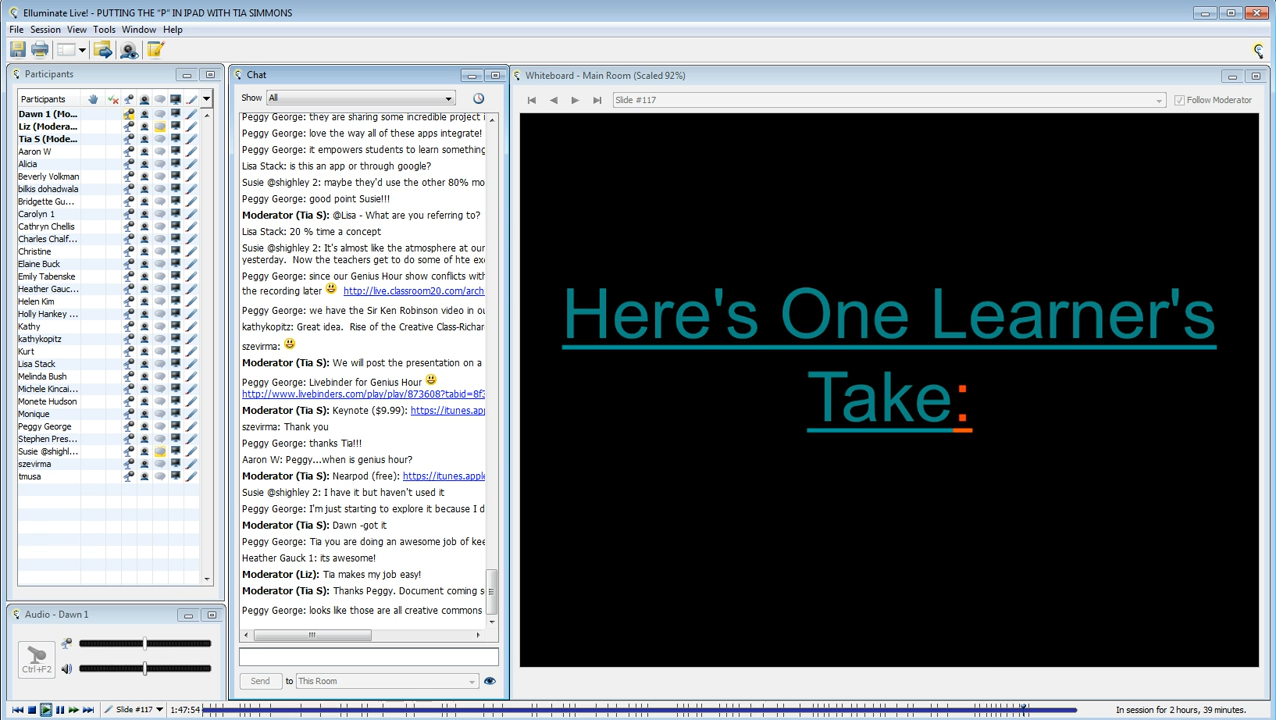 Elluminate Live! - PUTTING THE "P" IN IPAD WITH TIA SIMMONS
File Session View Tools Window Help
Participants
Participants
Dawn 1 (Mo...
Liz (Modera...
Tia S (Mode...
Aaron W
Alicia
Beverly Volkman
bilkis dohadwala
Bridgette Gu...
Carolyn 1
Cathryn Chellis
Charles Chalf...
Christine
Elaine Buck
Emily Tabenske
Heather Gauc...
Helen Kim
Holly Hankey ...
Kathy
kathykopitz
Kurt
Lisa Stack
Melinda Bush
Michele Kincai...
Monete Hudson
Monique
Peggy George
Stephen Pres...
Susie @shighl...
szevirma
tmusa
Audio - Dawn 1
Ctrl+F2
Chat
Show All
Peggy George: they are sharing some incredible project i
Peggy George: love the way all of these apps integrate!
Peggy George: it empowers students to learn something
Lisa Stack: is this an app or through google?
Susie @shighley 2: maybe they'd use the other 80% mo
Peggy George: good point Susie!!!
Moderator (Tia S): @Lisa - What are you referring to?
Lisa Stack: 20 % time a concept
Susie @shighley 2: It's almost like the atmosphere at our
yesterday. Now the teachers get to do some of hte exc
Peggy George: since our Genius Hour show conflicts with
the recording later http://live.classroom20.com/arch
Peggy George: we have the Sir Ken Robinson video in ou
kathykopitz: Great idea. Rise of the Creative Class-Richar
szevirma:
Moderator (Tia S): We will post the presentation on a
Peggy George: Livebinder for Genius Hour
http://www.livebinders.com/play/play/873608?tabid=8f3
Moderator (Tia S): Keynote ($9.99): https://itunes.ap
szevirma: Thank you
Peggy George: thanks Tia!!!
Aaron W: Peggy...when is genius hour?
Moderator (Tia S): Nearpod (free): https://itunes.apple
Susie @shighley 2: I have it but haven't used it
Peggy George: I'm just starting to explore it because I d
Moderator (Tia S): Dawn -got it
Peggy George: Tia you are doing an awesome job of kee
Heather Gauck 1: its awesome!
Moderator (Liz): Tia makes my job easy!
Moderator (Tia S): Thanks Peggy. Document coming s
Peggy George: looks like those are all creative commons
Send to This Room
Whiteboard - Main Room (Scaled 92%)
Slide #117 Follow Moderator
Here's One Learner's
Take:
Slide #117 1:47:54 In session for 2 hours, 39 minutes.